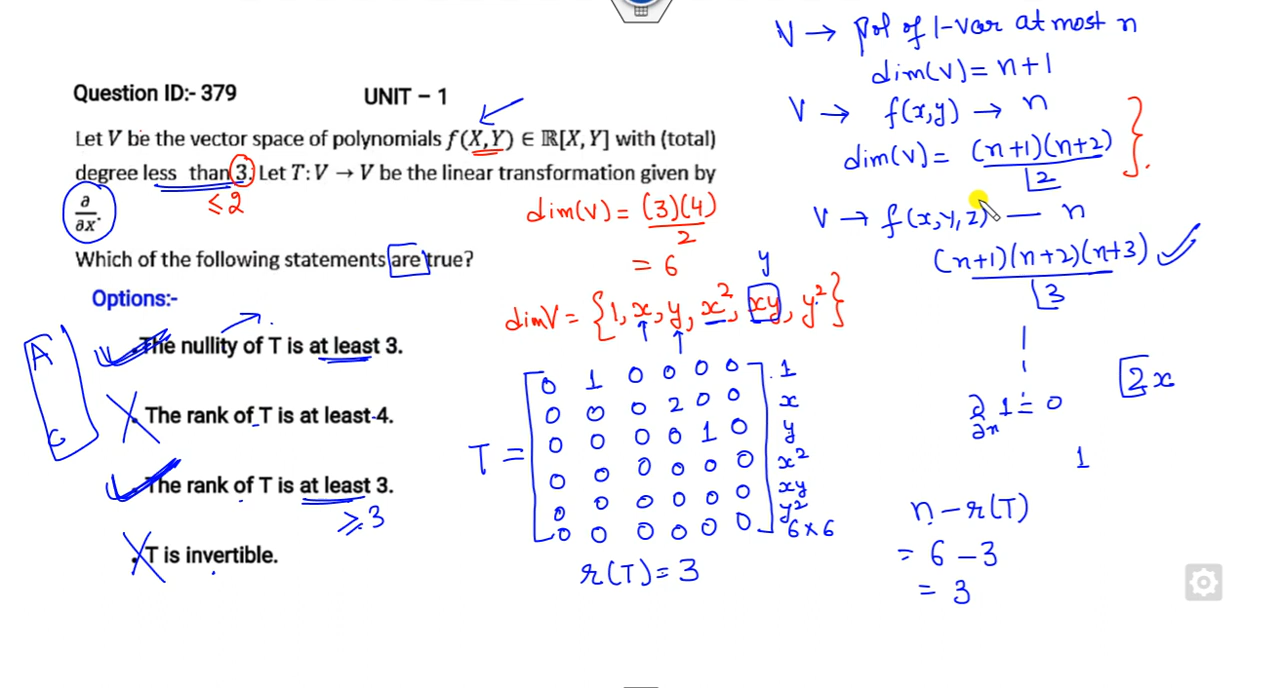 V → pol of 1-var at most n
dim(V) = n+1
Question ID:- 379 UNIT – 1
V → f(x,y) → n
dim(V) = (n+1)(n+2)
2
Let V be the vector space of polynomials f(X,Y) ∈ ℝ[X,Y] with (total)
degree less than 3. Let T: V → V be the linear transformation given by
≤ 2
∂
∂x .
dim(V) = (3)(4)
2
= 6
V → f(x,y,z) — n
(n+1)(n+2)(n+3)
3
Which of the following statements are true?
y
dimV = {1, x, y, x², xy, y²}
Options:-
A
C
The nullity of T is at least 3.
The rank of T is at least 4.
The rank of T is at least 3.
≥ 3
T is invertible.
T =
0 1 0 0 0 0 1
0 0 0 2 0 0 x
0 0 0 0 1 0 y
0 0 0 0 0 0 x²
0 0 0 0 0 0 xy
0 0 0 0 0 0 y²
6×6
r(T) = 3
2x
∂ 1 = 0
∂x
1
n – r(T)
= 6 – 3
= 3